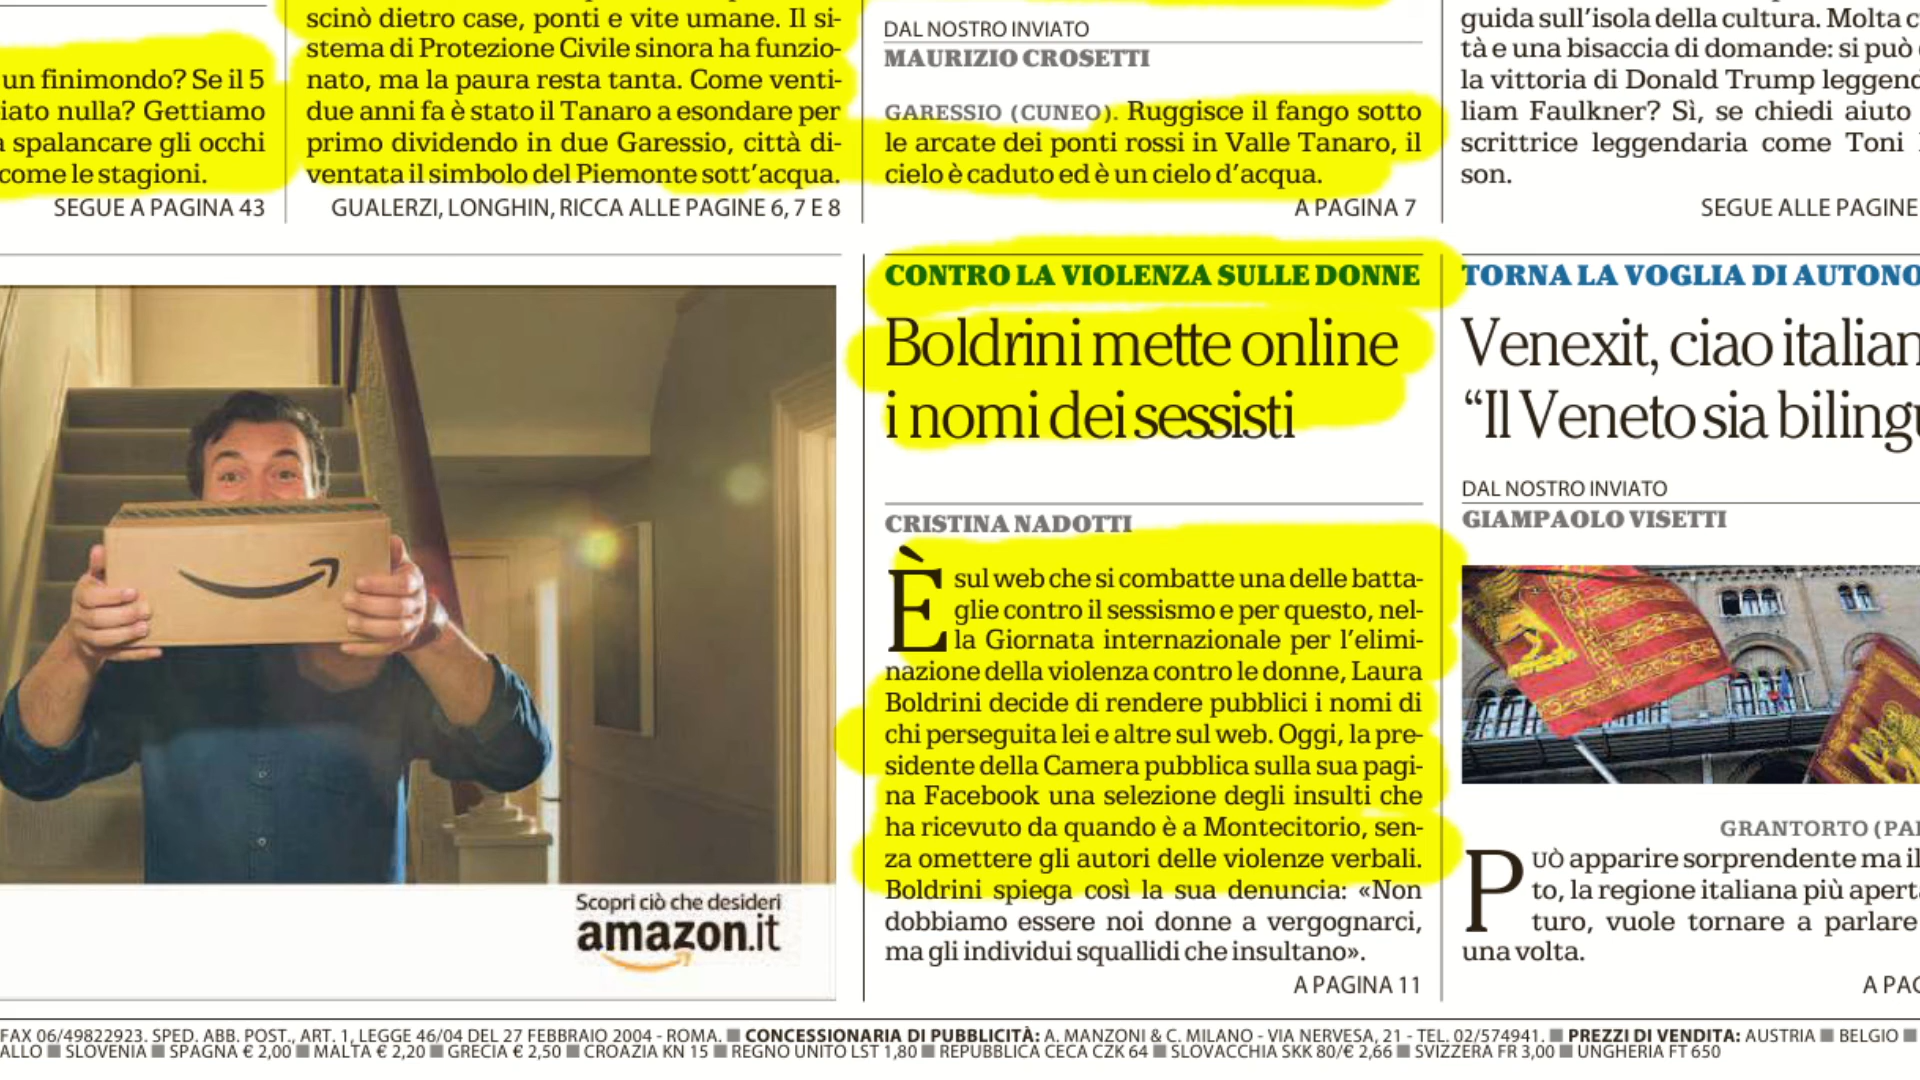 un finimondo? Se il 5
iato nulla? Gettiamo
spalancare gli occhi
come le stagioni.
SEGUE A PAGINA 43
scinò dietro case, ponti e vite umane. Il si-
stema di Protezione Civile sinora ha funzio-
nato, ma la paura resta tanta. Come venti-
due anni fa è stato il Tanaro a esondare per
primo dividendo in due Garessio, città di-
ventata il simbolo del Piemonte sott'acqua.
GUALERZI, LONGHIN, RICCA ALLE PAGINE 6, 7 E 8
DAL NOSTRO INVIATO
MAURIZIO CROSETTI
GARESSIO (CUNEO). Ruggisce il fango sotto
le arcate dei ponti rossi in Valle Tanaro, il
cielo è caduto ed è un cielo d'acqua.
A PAGINA 7
guida sull'isola della cultura. Molta c
tà e una bisaccia di domande: si può
la vittoria di Donald Trump leggend
liam Faulkner? Sì, se chiedi aiuto
scrittrice leggendaria come Toni
son.
SEGUE ALLE PAGINE
Scopri ciò che desideri
amazon.it
CONTRO LA VIOLENZA SULLE DONNE
Boldrini mette online
i nomi dei sessisti
CRISTINA NADOTTI
È sul web che si combatte una delle batta-
glie contro il sessismo e per questo, nel-
la Giornata internazionale per l'elimi-
nazione della violenza contro le donne, Laura
Boldrini decide di rendere pubblici i nomi di
chi perseguita lei e altre sul web. Oggi, la pre-
sidente della Camera pubblica sulla sua pagi-
na Facebook una selezione degli insulti che
ha ricevuto da quando è a Montecitorio, sen-
za omettere gli autori delle violenze verbali.
Boldrini spiega così la sua denuncia: «Non
dobbiamo essere noi donne a vergognarci,
ma gli individui squallidi che insultano».
A PAGINA 11
TORNA LA VOGLIA DI AUTONO
Venexit, ciao italian
“Il Veneto sia bilingu
DAL NOSTRO INVIATO
GIAMPAOLO VISETTI
GRANTORTO (PA
PUÒ apparire sorprendente ma il
to, la regione italiana più apert
turo, vuole tornare a parlare
una volta.
A PAG
FAX 06/49822923. SPED. ABB. POST., ART. 1, LEGGE 46/04 DEL 27 FEBBRAIO 2004 - ROMA. ■ CONCESSIONARIA DI PUBBLICITÀ: A. MANZONI & C. MILANO - VIA NERVESA, 21 - TEL. 02/574941. ■ PREZZI DI VENDITA: AUSTRIA ■ BELGIO ■
ALLO ■ SLOVENIA ■ SPAGNA € 2,00 ■ MALTA € 2,20 ■ GRECIA € 2,50 ■ CROAZIA KN 15 ■ REGNO UNITO LST 1,80 ■ REPUBBLICA CECA CZK 64 ■ SLOVACCHIA SKK 80/€ 2,66 ■ SVIZZERA FR 3,00 ■ UNGHERIA FT 650